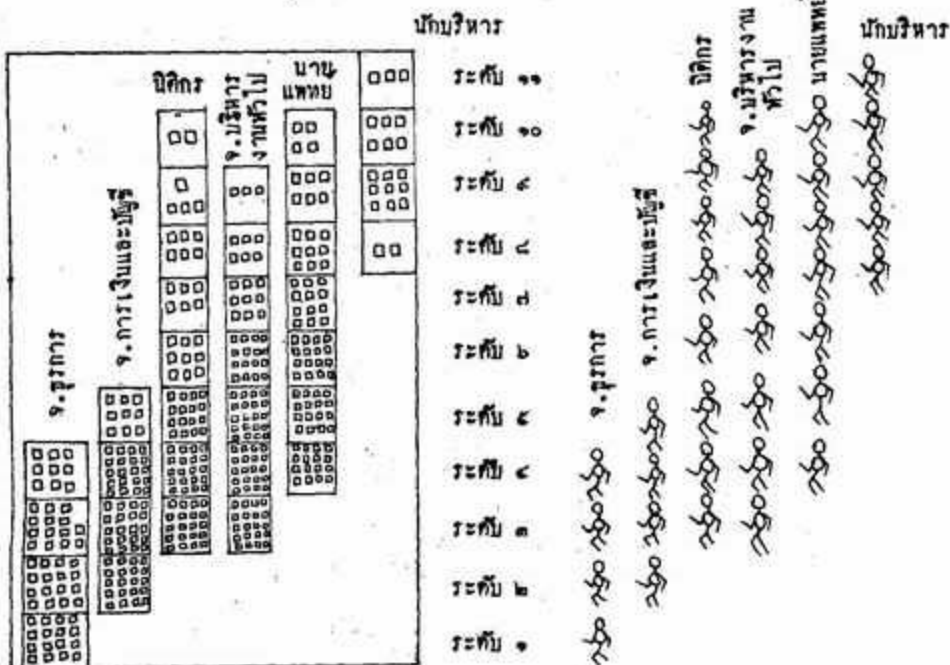 นักบริหาร
นิติกร
จ.บริหาร
งานทั่วไป
นาย
แพทย์
จ.การเงินและบัญชี
จ.ธุรการ
ระดับ ๑๑
ระดับ ๑๐
ระดับ ๙
ระดับ ๘
ระดับ ๗
ระดับ ๖
ระดับ ๕
ระดับ ๔
ระดับ ๓
ระดับ ๒
ระดับ ๑
จ.ธุรการ
จ.การเงินและบัญชี
นิติกร
จ.บริหารงาน
ทั่วไป
นายแพทย์
นักบริหาร